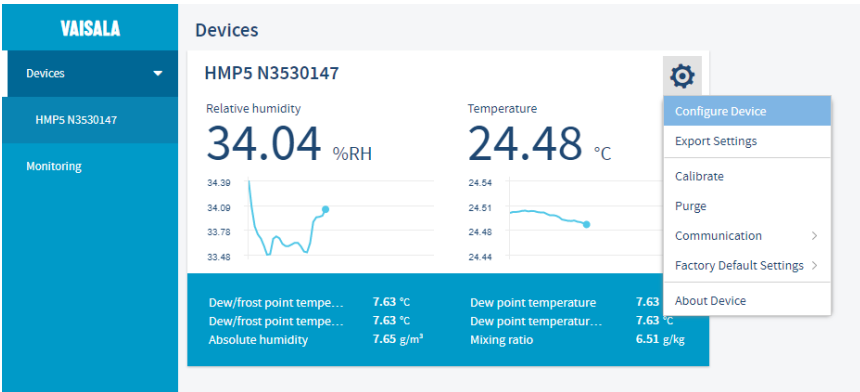 VAISALA
Devices
HMP5 N3530147
Monitoring
Devices
HMP5 N3530147
Relative humidity
34.04 %RH
34.39
34.09
33.78
33.48
Temperature
24.48 °C
24.54
24.51
24.48
24.44
Dew/frost point tempe... 7.63 °C
Dew/frost point tempe... 7.63 °C
Absolute humidity 7.65 g/m³
Dew point temperature 7.63
Dew point temperatur... 7.63 °C
Mixing ratio 6.51 g/kg
Configure Device
Export Settings
Calibrate
Purge
Communication
Factory Default Settings
About Device